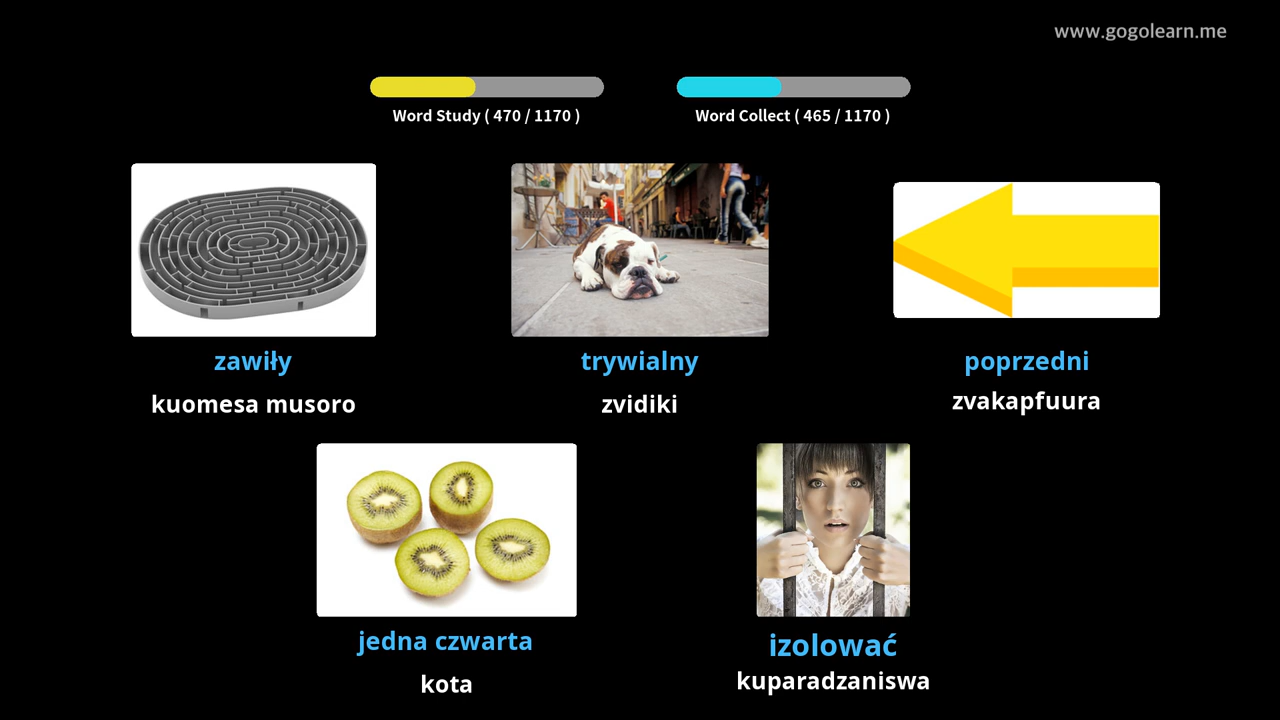 www.gogolearn.me
Word Study ( 470 / 1170 )
Word Collect ( 465 / 1170 )
zawiły
trywialny
poprzedni
kuomesa musoro
zvidiki
zvakapfuura
jedna czwarta
izolować
kota
kuparadzaniswa